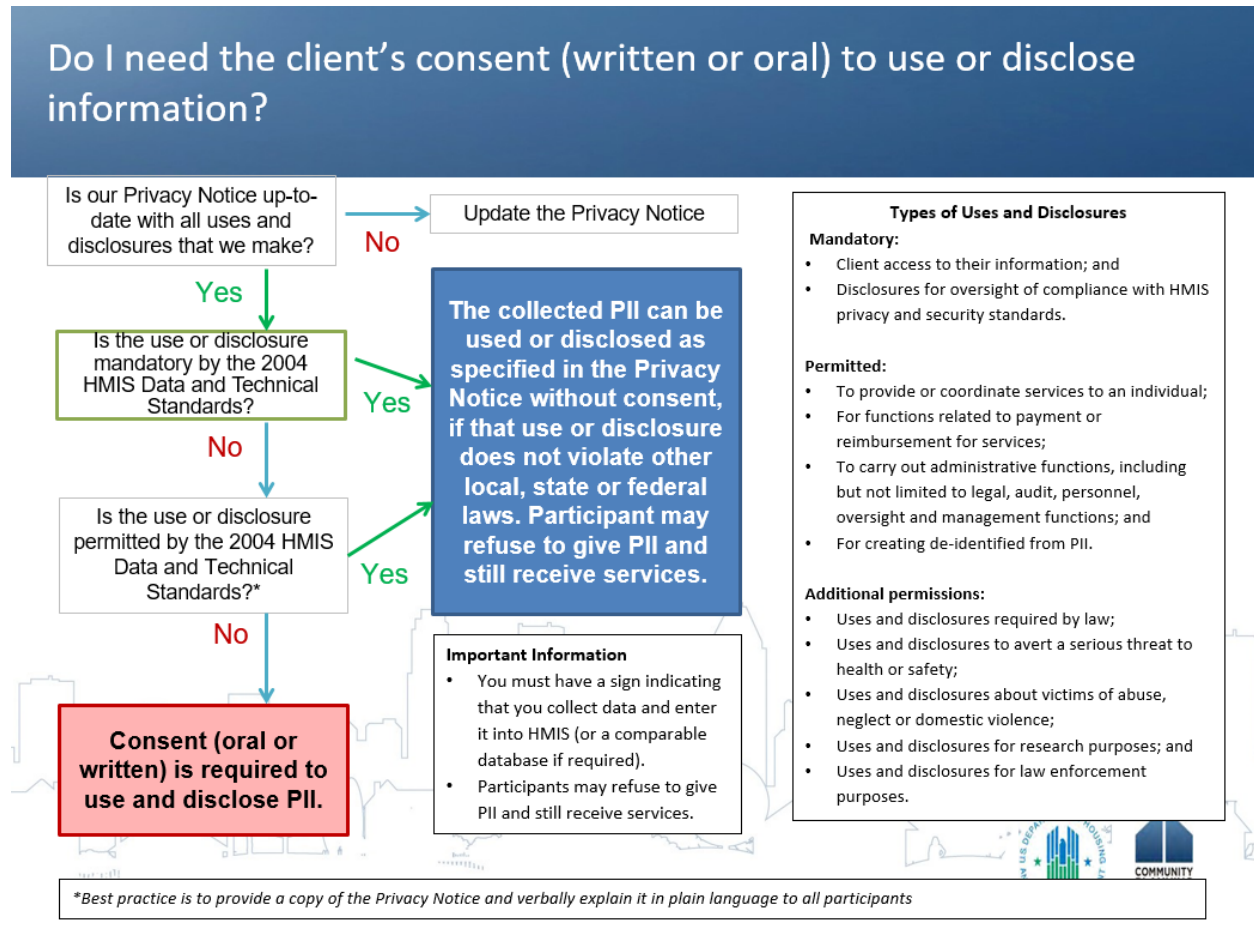 Do I need the client's consent (written or oral) to use or disclose
information?
Is our Privacy Notice up-to-
date with all uses and
disclosures that we make?
No
Update the Privacy Notice
Yes
Is the use or disclosure
mandatory by the 2004
HMIS Data and Technical
Standards?
Yes
No
Is the use or disclosure
permitted by the 2004 HMIS
Data and Technical
Standards?*
Yes
No
Consent (oral or
written) is required to
use and disclose PII.
The collected PII can be
used or disclosed as
specified in the Privacy
Notice without consent,
if that use or disclosure
does not violate other
local, state or federal
laws. Participant may
refuse to give PII and
still receive services.
Important Information
• You must have a sign indicating
that you collect data and enter
it into HMIS (or a comparable
database if required).
• Participants may refuse to give
PII and still receive services.
Types of Uses and Disclosures
Mandatory:
• Client access to their information; and
• Disclosures for oversight of compliance with HMIS
privacy and security standards.
Permitted:
• To provide or coordinate services to an individual;
• For functions related to payment or
reimbursement for services;
• To carry out administrative functions, including
but not limited to legal, audit, personnel,
oversight and management functions; and
• For creating de-identified from PII.
Additional permissions:
• Uses and disclosures required by law;
• Uses and disclosures to avert a serious threat to
health or safety;
• Uses and disclosures about victims of abuse,
neglect or domestic violence;
• Uses and disclosures for research purposes; and
• Uses and disclosures for law enforcement
purposes.
COMMUNITY
*Best practice is to provide a copy of the Privacy Notice and verbally explain it in plain language to all participants